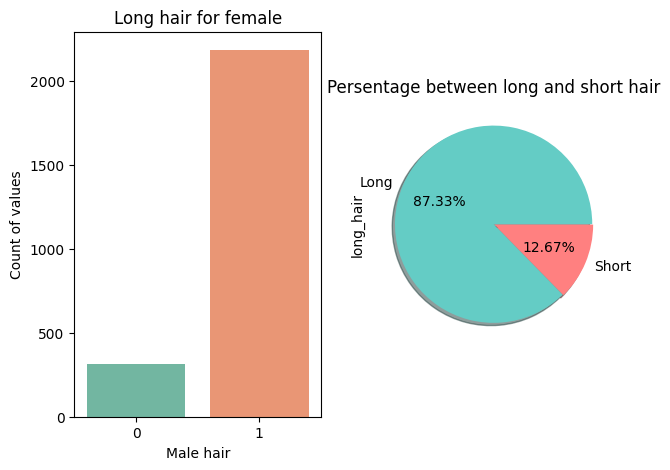 Long hair for female
Count of values
2000
1500
1000
500
0
0 1
Male hair
Persentage between long and short hair
long_hair
Long
87.33%
12.67%
Short